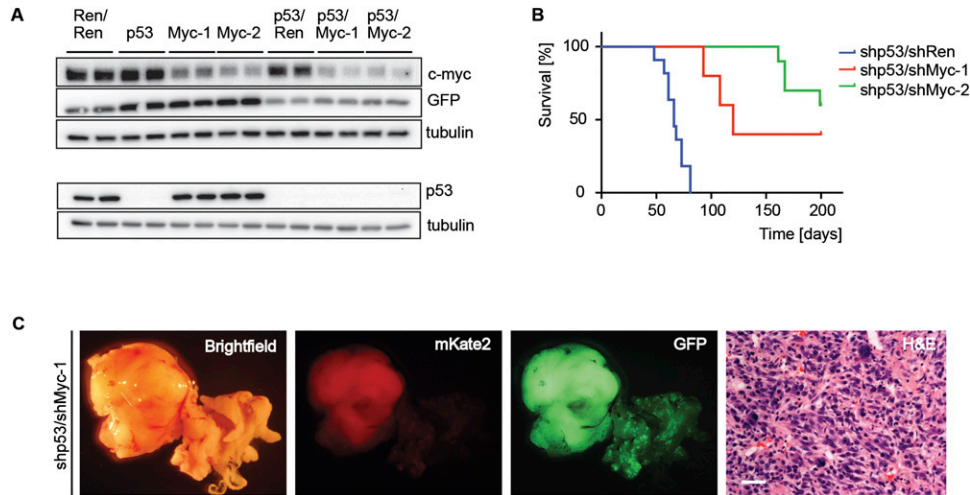 A
Ren/
Ren
p53
Myc-1
Myc-2
p53/
Ren
p53/
Myc-1
p53/
Myc-2
c-myc
GFP
tubulin
p53
tubulin
B
shp53/shRen
shp53/shMyc-1
shp53/shMyc-2
Survival [%]
100
50
0
0
50
100
150
200
Time [days]
C
shp53/shMyc-1
Brightfield
mKate2
GFP
H&E